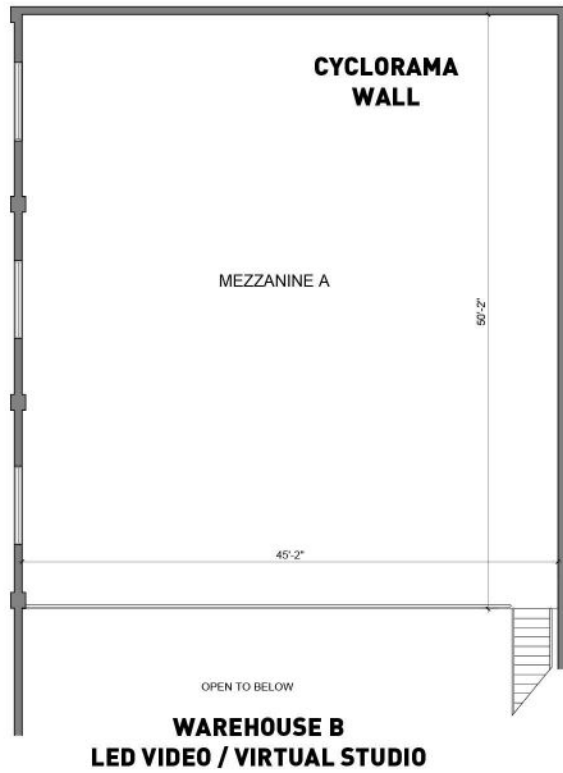 CYCLORAMA
WALL
MEZZANINE A
50'-2"
45'-2"
OPEN TO BELOW
WAREHOUSE B
LED VIDEO / VIRTUAL STUDIO